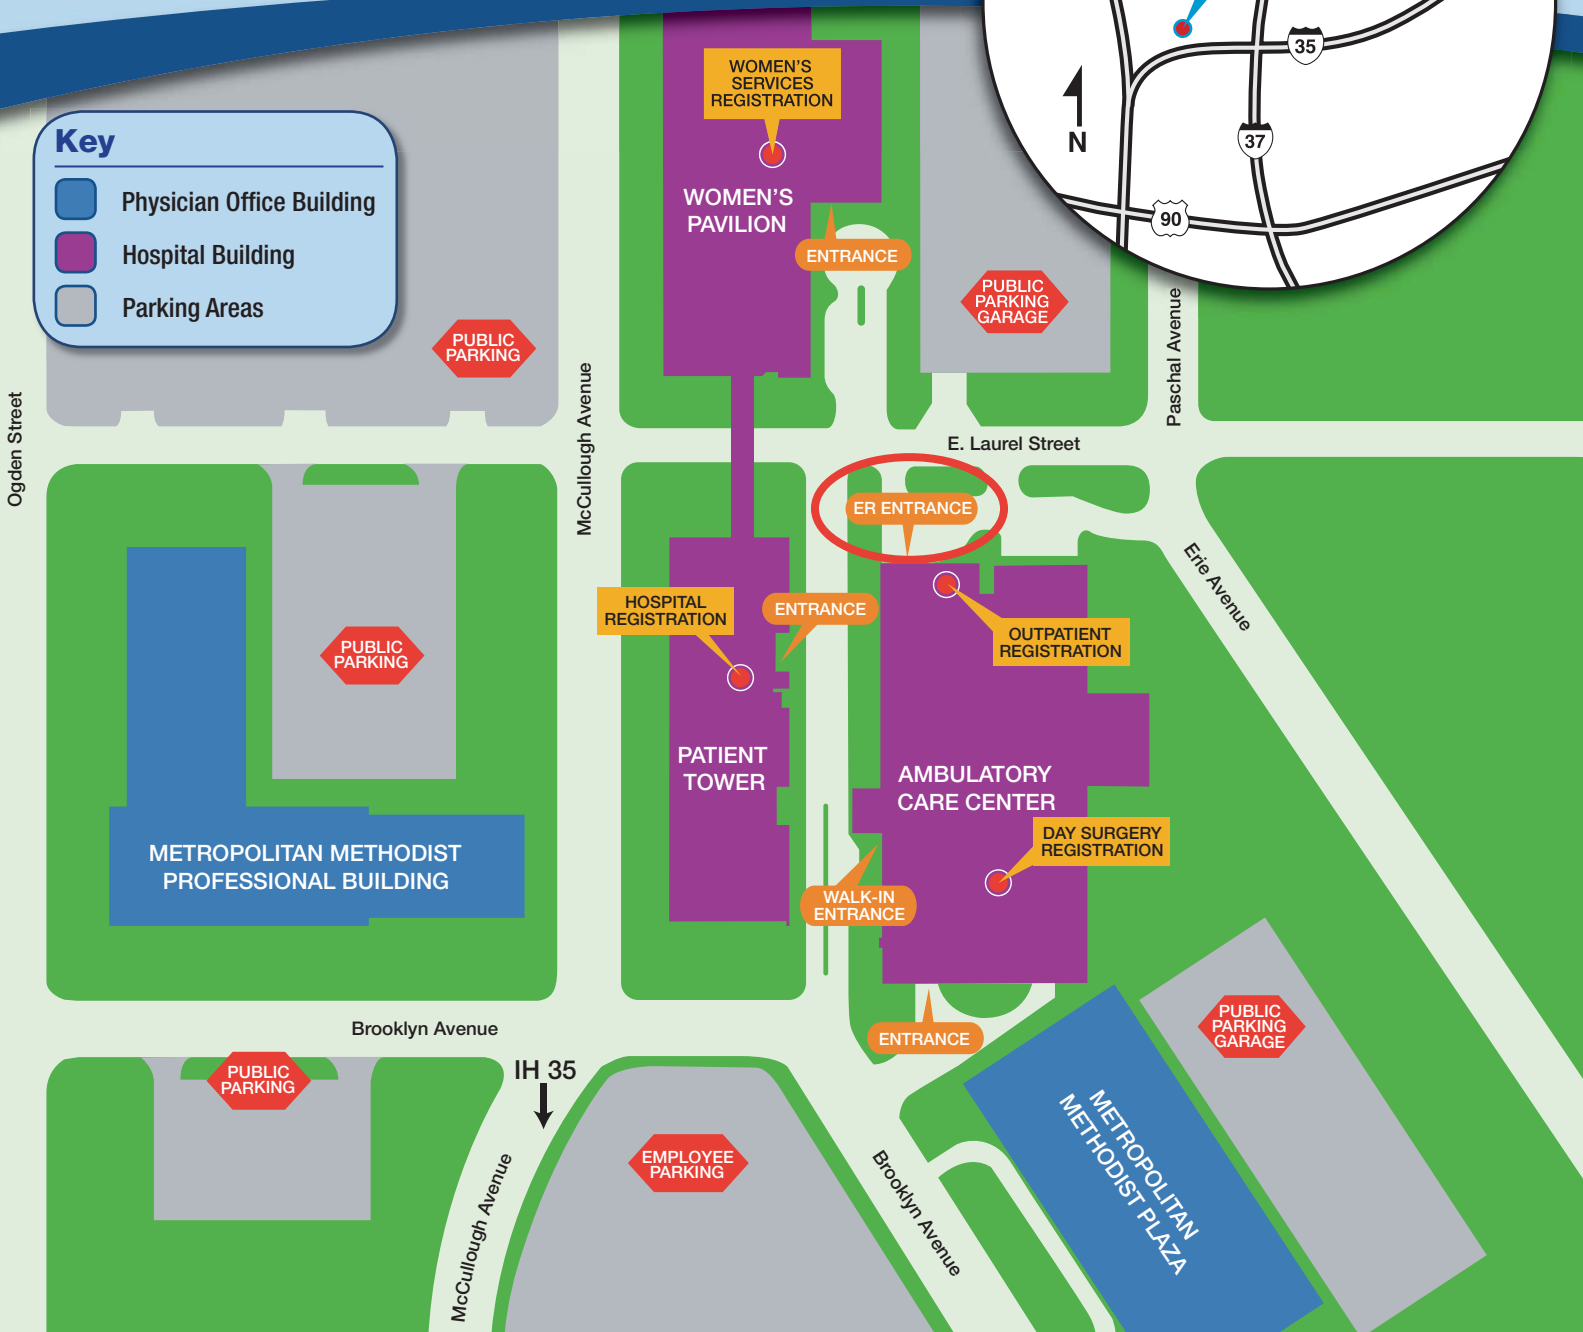 35
37
90
N
Key
Physician Office Building
Hospital Building
Parking Areas
WOMEN'S
SERVICES
REGISTRATION
WOMEN'S
PAVILION
ENTRANCE
PUBLIC
PARKING
GARAGE
PUBLIC
PARKING
Ogden Street
McCullough Avenue
Paschal Avenue
E. Laurel Street
ER ENTRANCE
Erie Avenue
HOSPITAL
REGISTRATION
ENTRANCE
OUTPATIENT
REGISTRATION
PUBLIC
PARKING
PATIENT
TOWER
AMBULATORY
CARE CENTER
DAY SURGERY
REGISTRATION
METROPOLITAN METHODIST
PROFESSIONAL BUILDING
WALK-IN
ENTRANCE
ENTRANCE
PUBLIC
PARKING
GARAGE
Brooklyn Avenue
IH 35
PUBLIC
PARKING
EMPLOYEE
PARKING
McCullough Avenue
Brooklyn Avenue
METROPOLITAN
METHODIST PLAZA